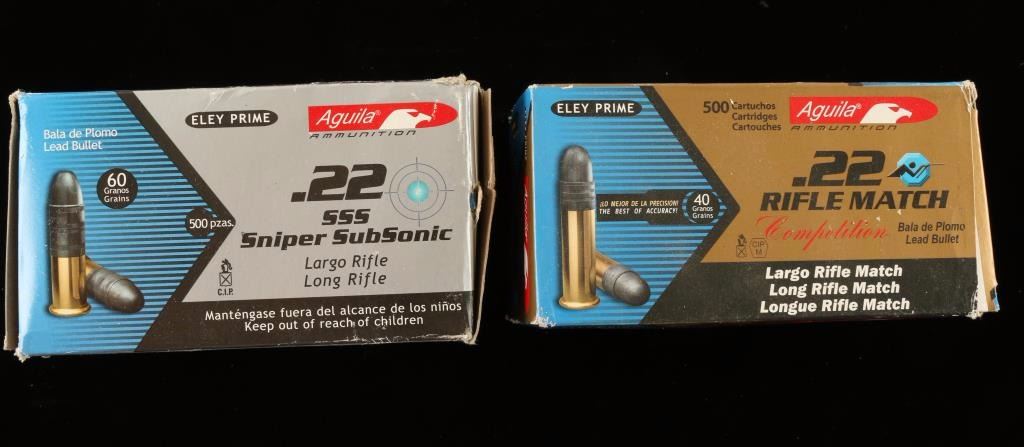 Bala de Plomo
Lead Bullet
60
Granos
Grains
500 pzas.
ELEY PRIME
Aguila®
AMMUNITION
.22
SSS
Sniper SubSonic
Largo Rifle
Long Rifle
C.I.P.
Manténgase fuera del alcance de los niños
Keep out of reach of children
ELEY PRIME
500 Cartuchos
Cartridges
Cartouches
Aguila®
AMMUNITION
.22
RIFLE MATCH
Competition
¡LO MEJOR DE LA PRECISION!
THE BEST OF ACCURACY!
40
Granos
Grains
CIP
M
Bala de Plomo
Lead Bullet
Largo Rifle Match
Long Rifle Match
Longue Rifle Match